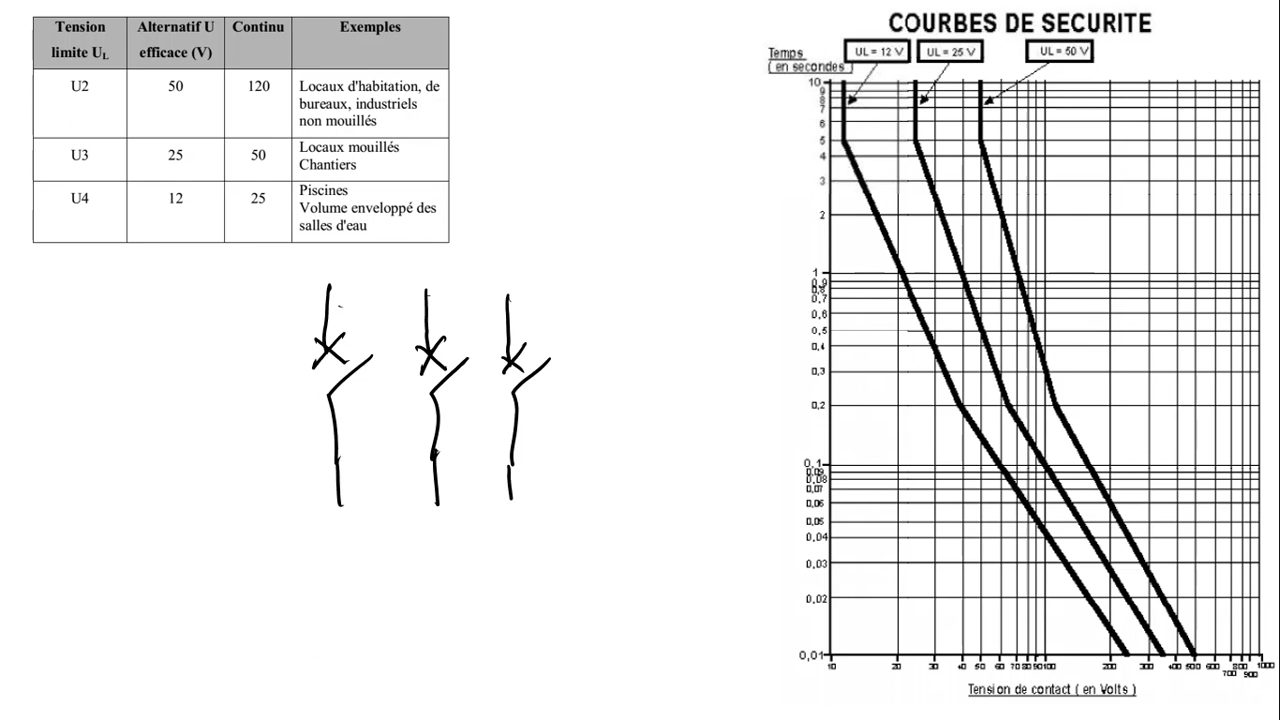 Tension limite UL
Alternatif U efficace (V)
Continu
Exemples
U2
50
120
Locaux d'habitation, de
bureaux, industriels
non mouillés
U3
25
50
Locaux mouillés
Chantiers
U4
12
25
Piscines
Volume enveloppé des
salles d'eau
COURBES DE SECURITE
Temps
( en secondes )
UL = 12 V
UL = 25 V
UL = 50 V
10
9
8
7
6
5
4
3
2
1
0,9
0,8
0,7
0,6
0,5
0,4
0,3
0,2
0,1
0,09
0,08
0,07
0,06
0,05
0,04
0,03
0,02
0,01
10 20 30 40 50 60 70 80 90 100 200 300 400 500 600 700 800 900 1000
Tension de contact ( en Volts )